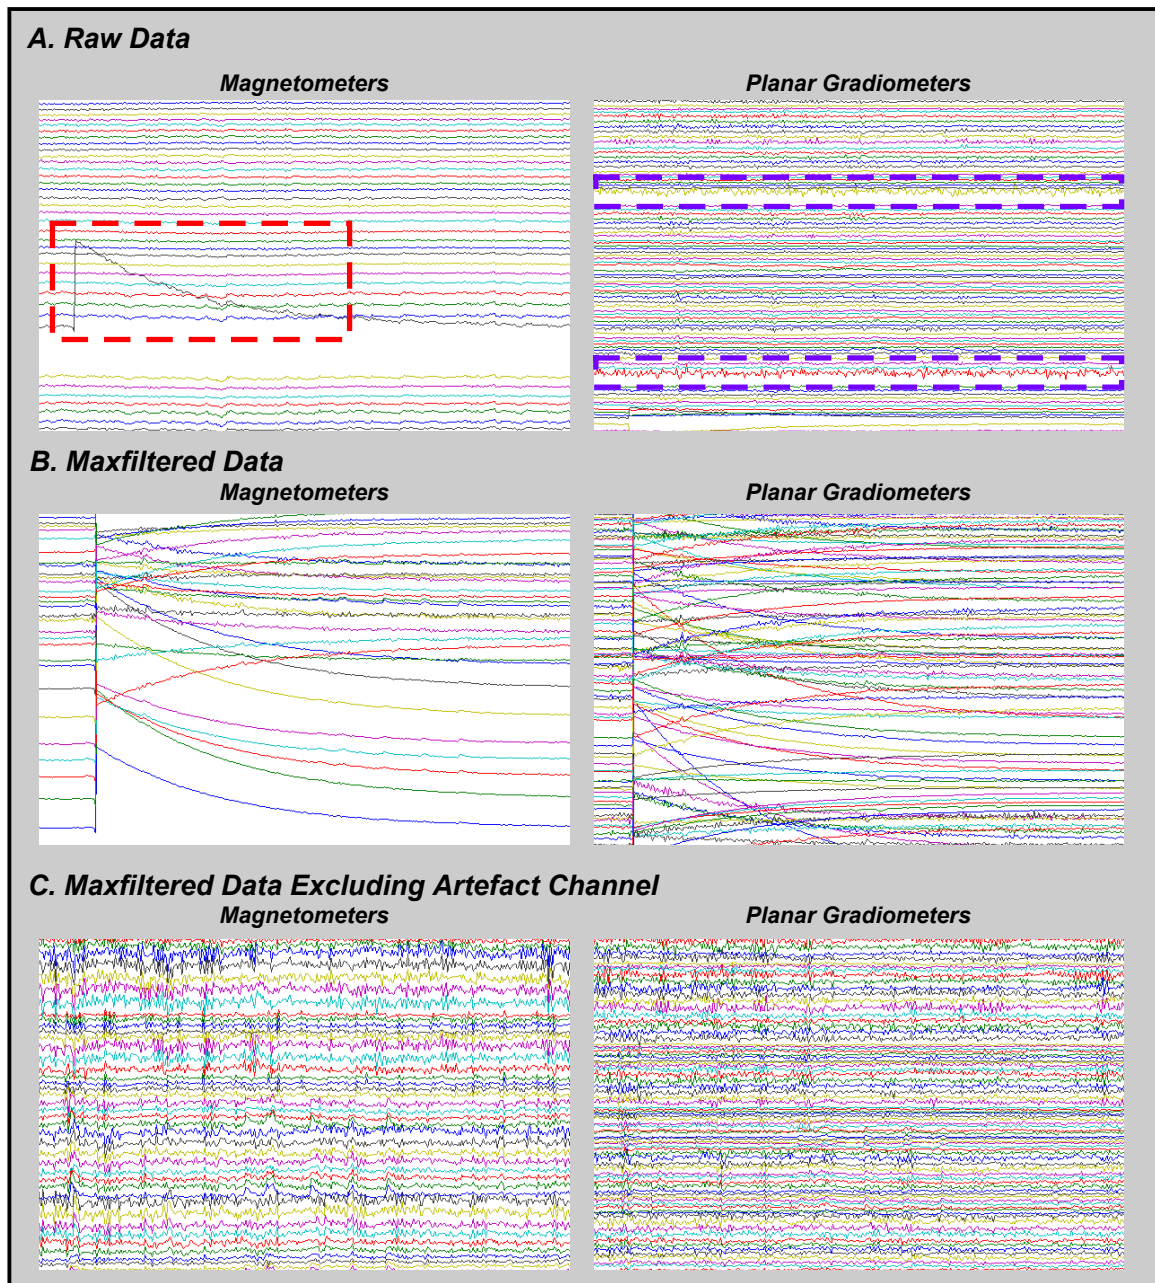 A. Raw Data
Magnetometers
Planar Gradiometers
B. Maxfiltered Data
Magnetometers
Planar Gradiometers
C. Maxfiltered Data Excluding Artefact Channel
Magnetometers
Planar Gradiometers